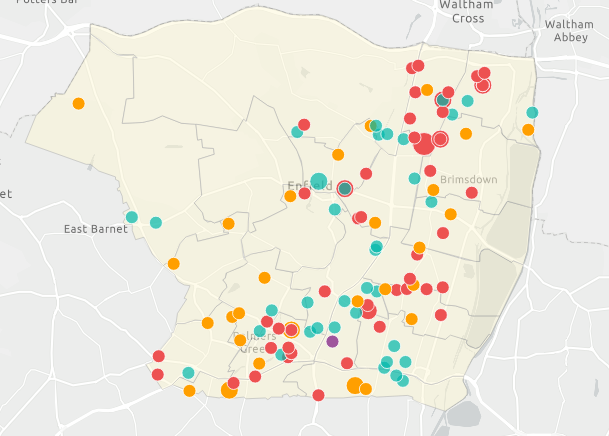 Potters Bar
Waltham
Cross
Waltham
Abbey
Enfield
Brimsdown
et
East Barnet
Palmers
Green